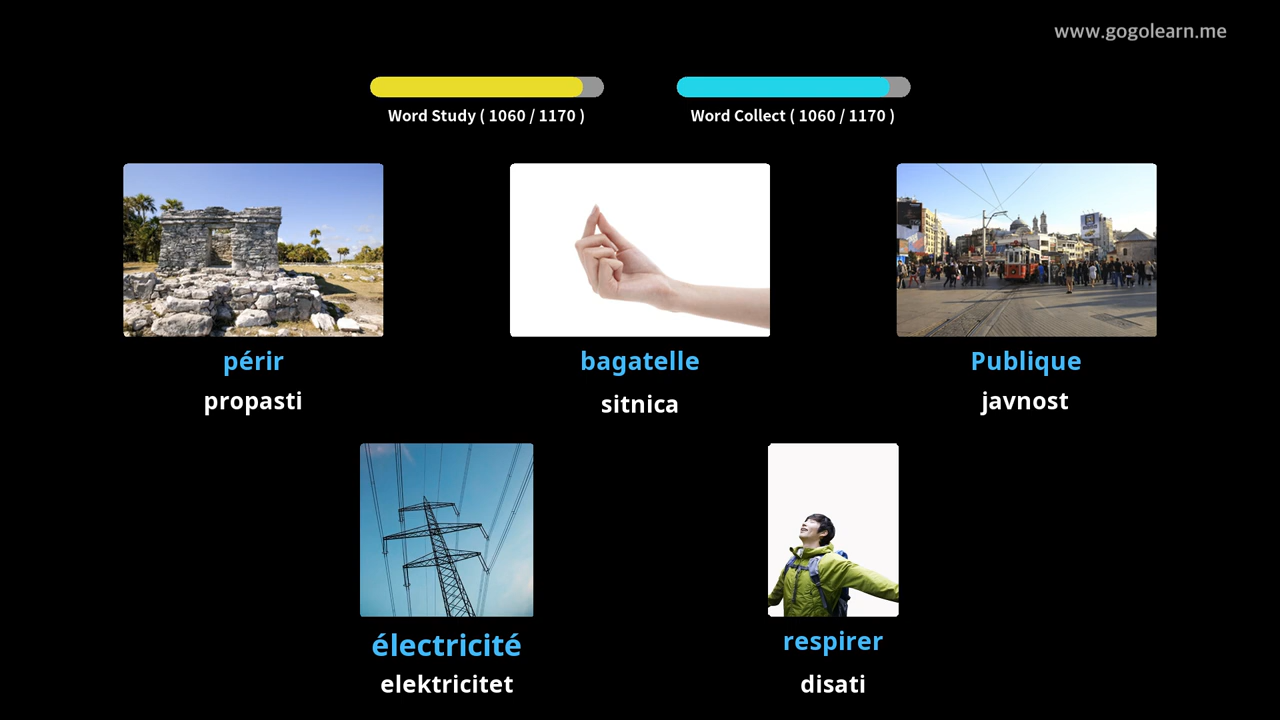 www.gogolearn.me
Word Study ( 1060 / 1170 )
Word Collect ( 1060 / 1170 )
périr
bagatelle
Publique
propasti
sitnica
javnost
électricité
respirer
elektricitet
disati